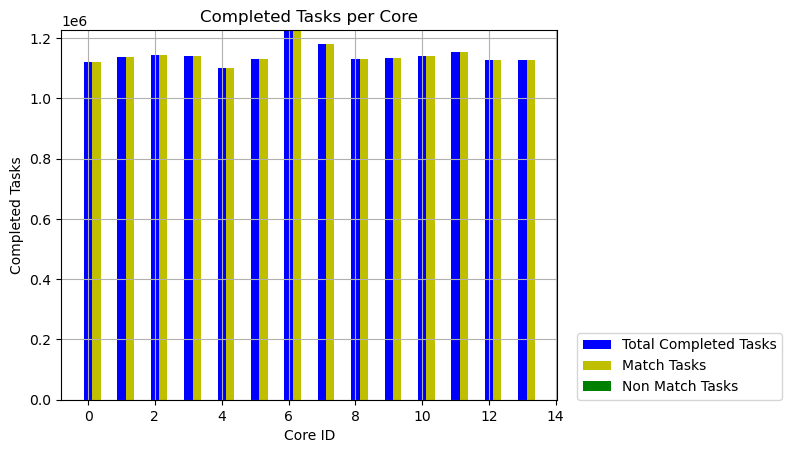 Completed Tasks per Core
1e6
1.2
1.0
0.8
0.6
0.4
0.2
0.0
Completed Tasks
0 2 4 6 8 10 12 14
Core ID
Total Completed Tasks
Match Tasks
Non Match Tasks